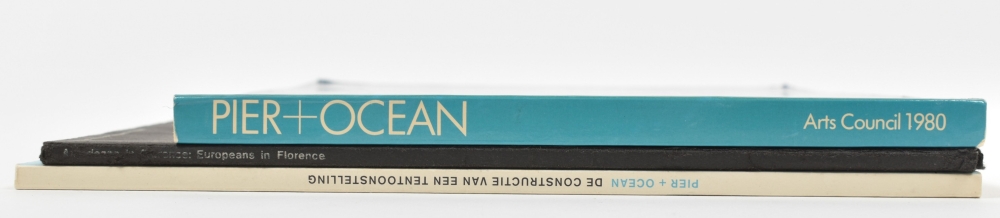 PIER+OCEAN Arts Council 1980
Europeans in Florence
PIER + OCEAN DE CONSTRUCTIE VAN EEN TENTOONSTELLING